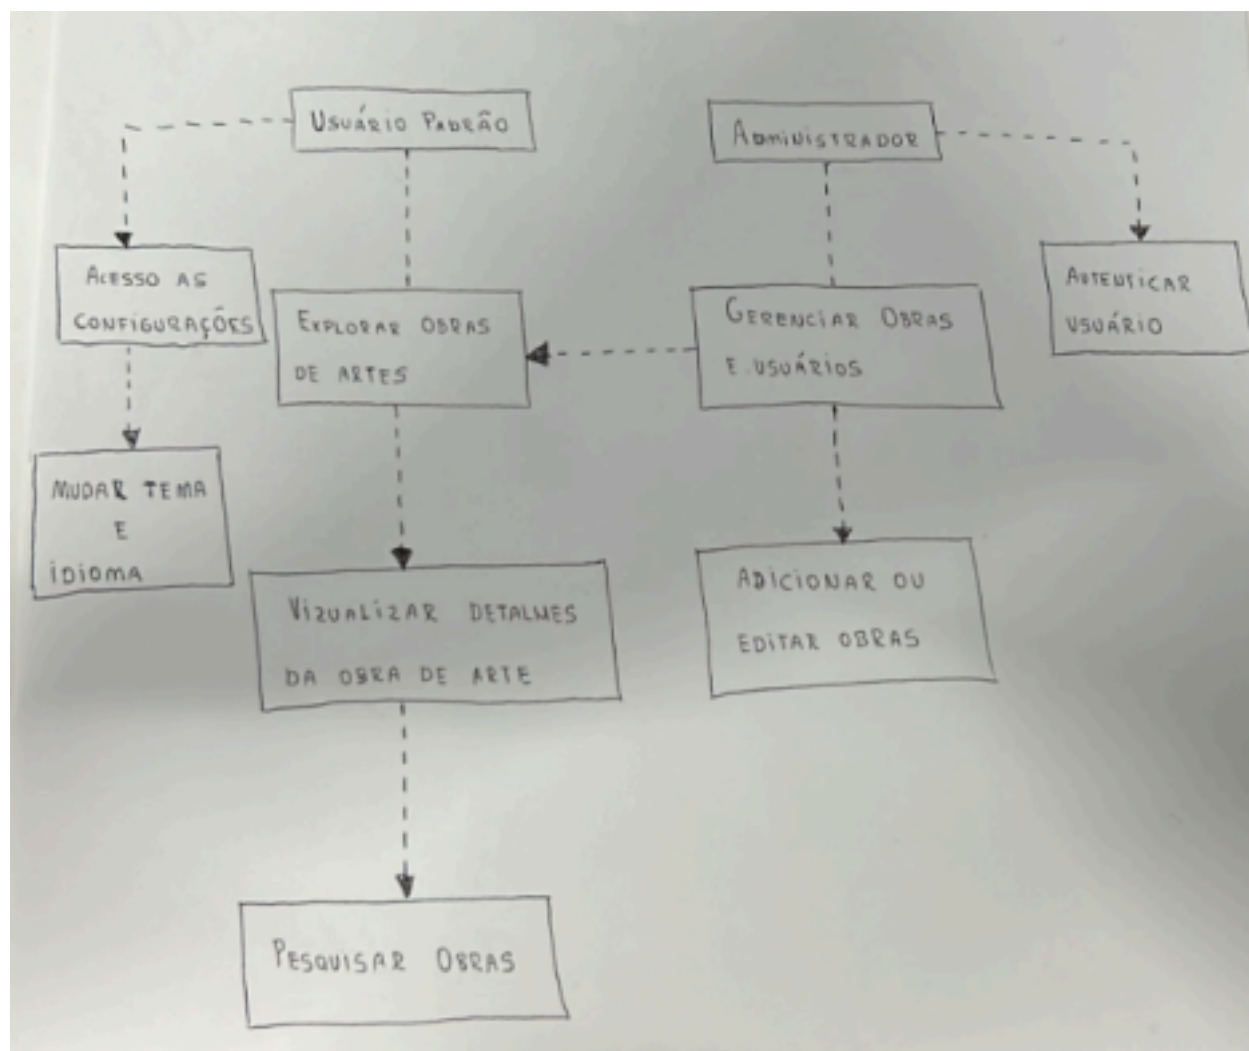 USUÁRIO PADRÃO
ADMINISTRADOR
ACESSO AS
CONFIGURAÇÕES
EXPLORAR OBRAS
DE ARTES
GERENCIAR OBRAS
E USUÁRIOS
AUTENTICAR
USUÁRIO
MUDAR TEMA
E
IDIOMA
VIZUALIZAR DETALHES
DA OBRA DE ARTE
ADICIONAR OU
EDITAR OBRAS
PESQUISAR OBRAS